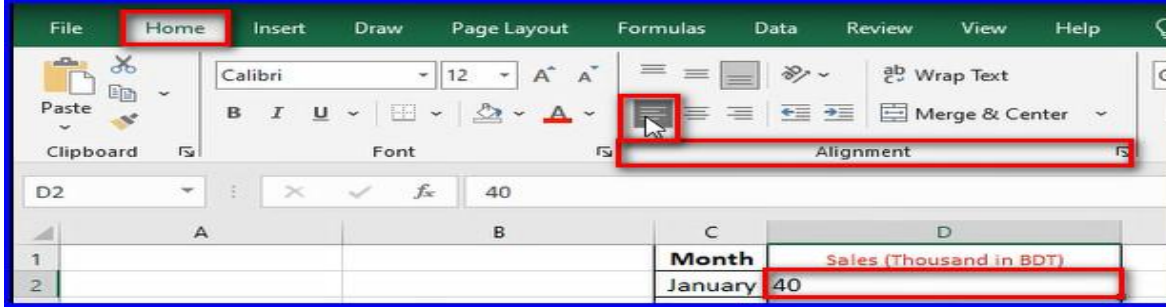 File Home Insert Draw Page Layout Formulas Data Review View Help
Calibri 12 A A ab Wrap Text
Paste B I U A Merge & Center
Clipboard Font Alignment
D2 fx 40
A B C D
1 Month Sales (Thousand in BDT)
2 January 40